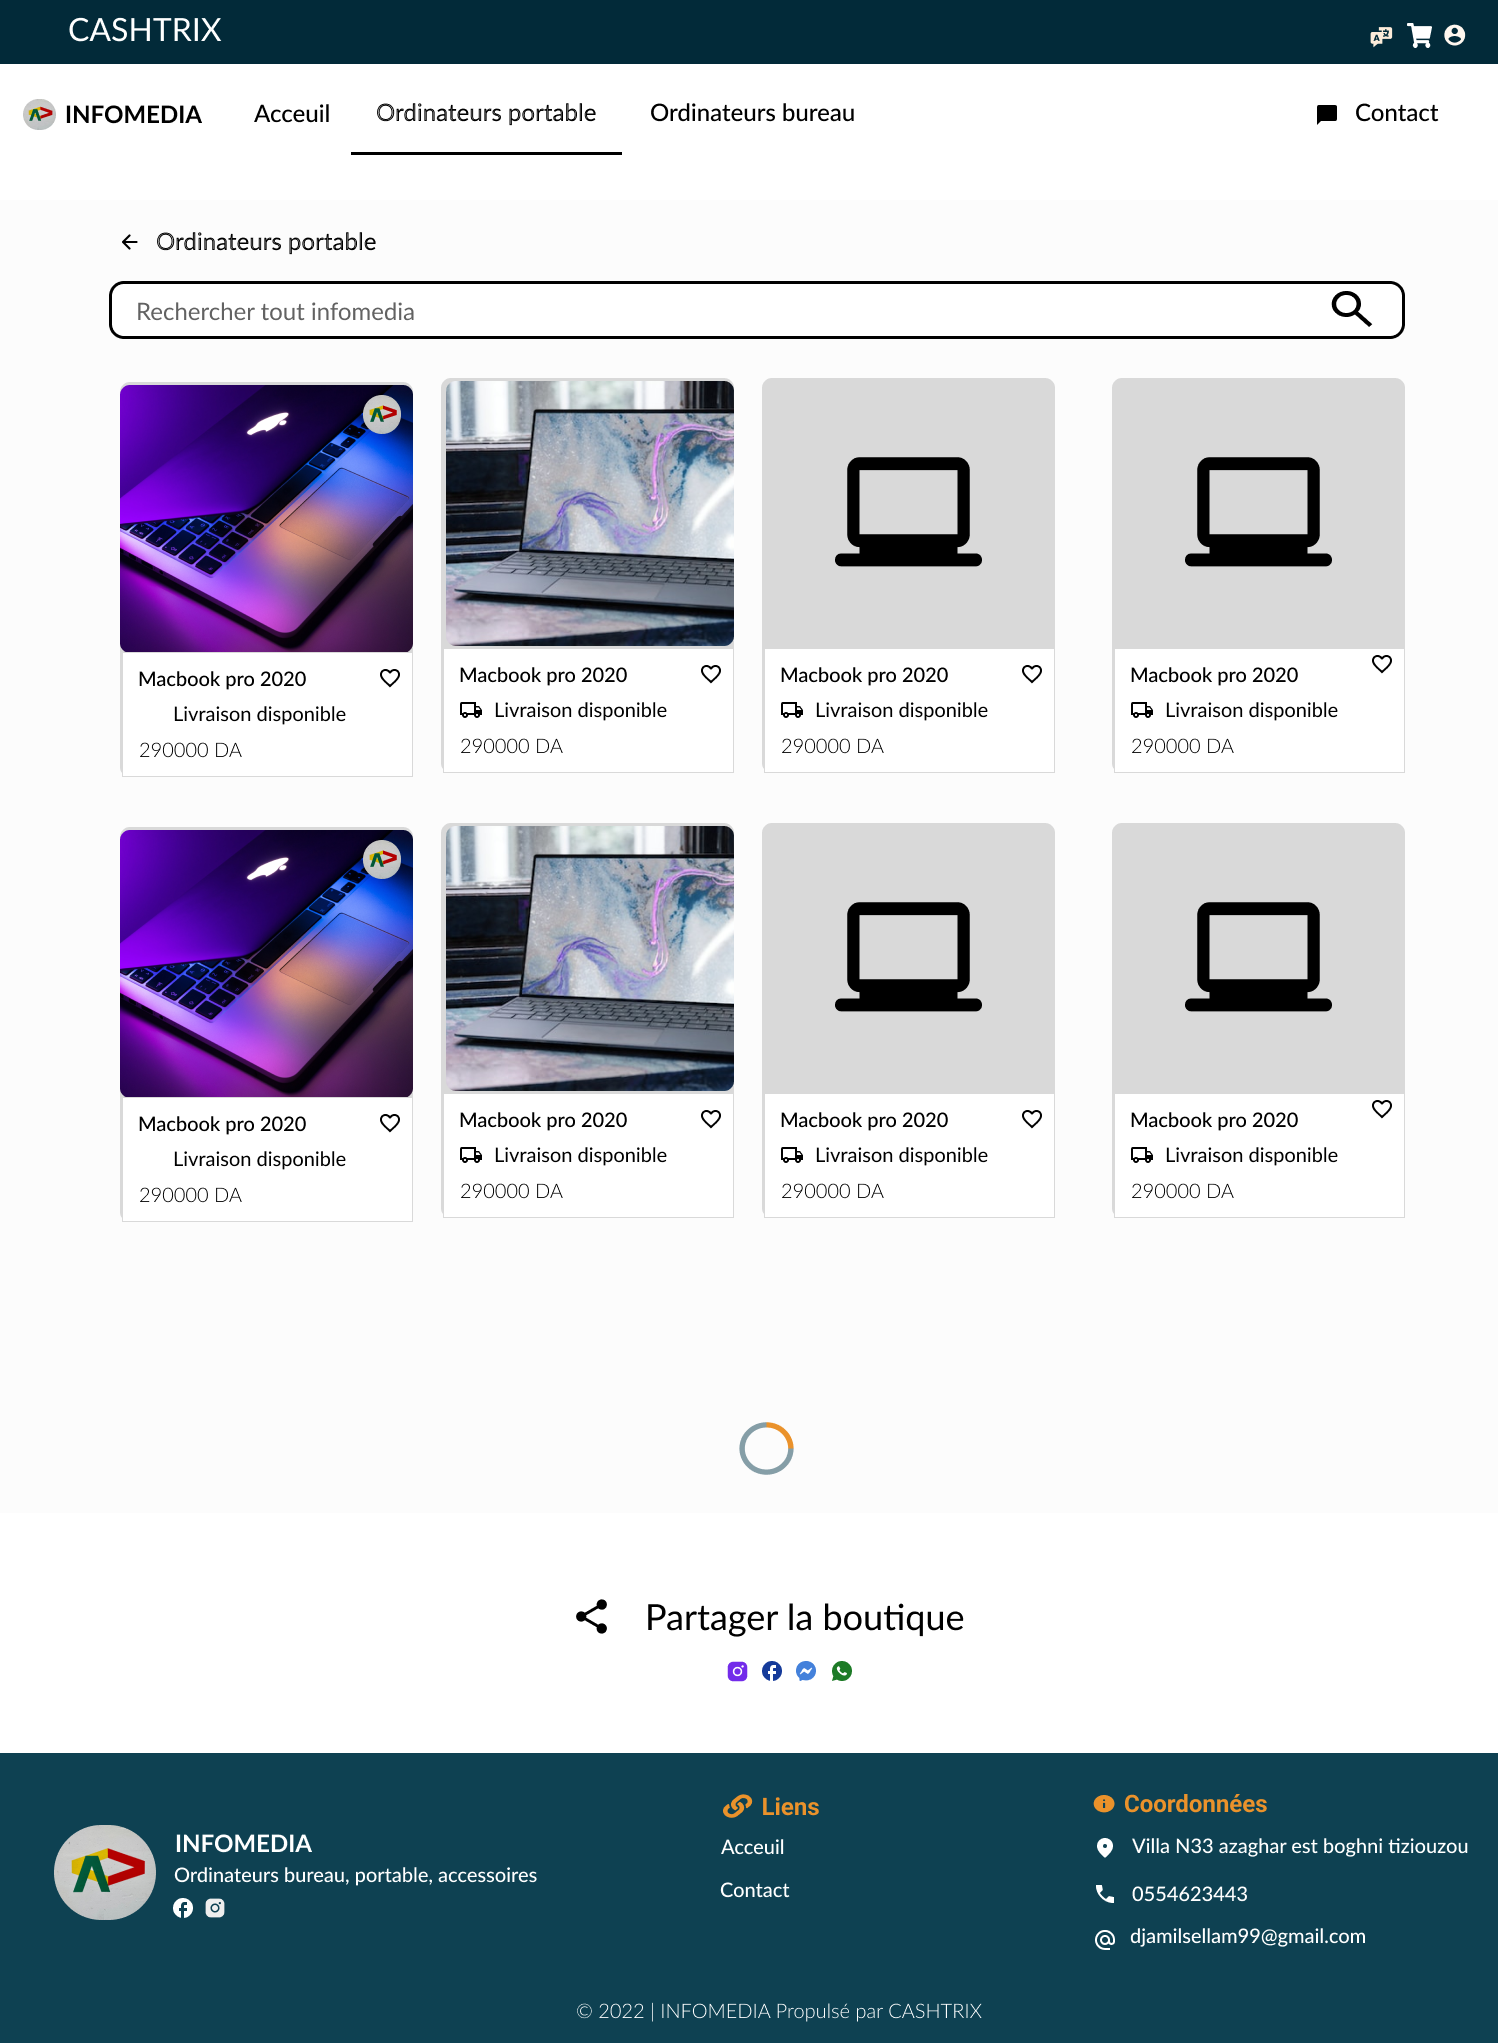 CASHTRIX
INFOMEDIA
Acceuil
Ordinateurs portable
Ordinateurs bureau
Contact
Ordinateurs portable
Rechercher tout infomedia
Macbook pro 2020
Livraison disponible
290000 DA
Macbook pro 2020
Livraison disponible
290000 DA
Macbook pro 2020
Livraison disponible
290000 DA
Macbook pro 2020
Livraison disponible
290000 DA
Macbook pro 2020
Livraison disponible
290000 DA
Macbook pro 2020
Livraison disponible
290000 DA
Macbook pro 2020
Livraison disponible
290000 DA
Macbook pro 2020
Livraison disponible
290000 DA
Partager la boutique
INFOMEDIA
Ordinateurs bureau, portable, accessoires
Liens
Acceuil
Contact
Coordonnées
Villa N33 azaghar est boghni tiziouzou
0554623443
djamilsellam99@gmail.com
© 2022 | INFOMEDIA Propulsé par CASHTRIX